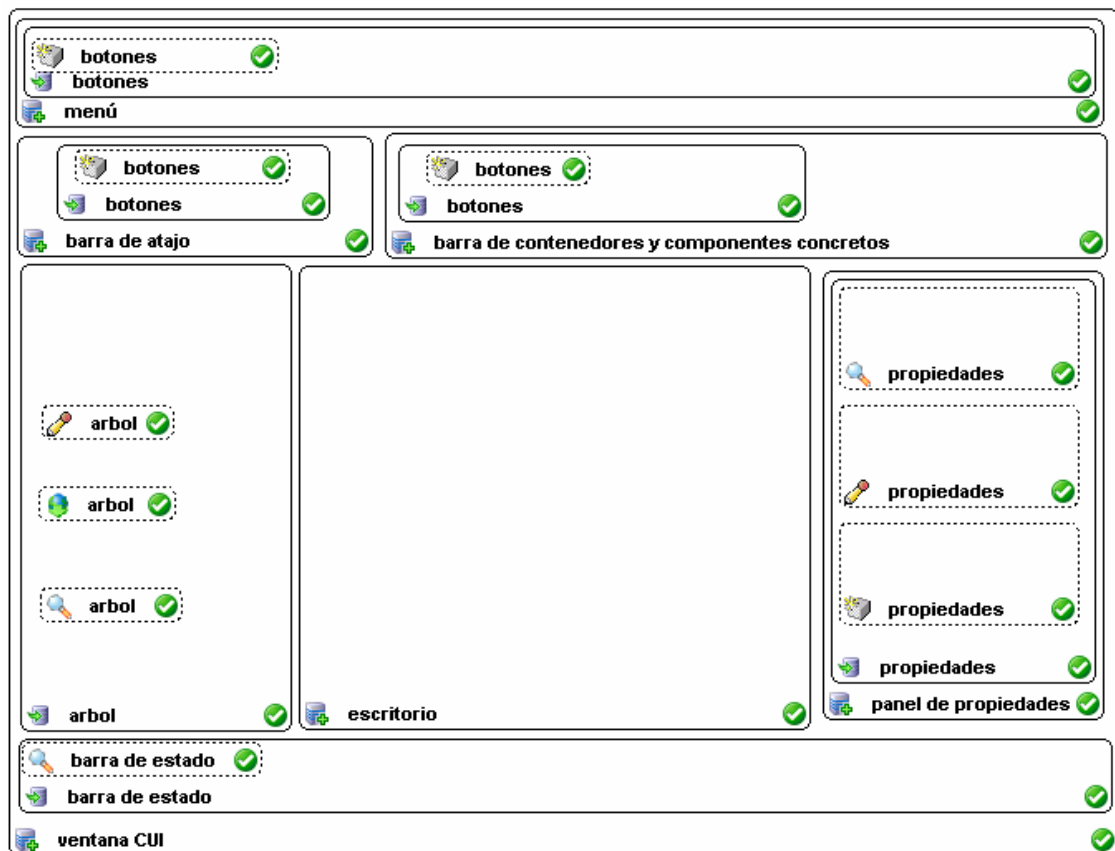 botones
botones
menú
botones
botones
botones
botones
barra de atajo
barra de contenedores y componentes concretos
propiedades
arbol
propiedades
arbol
arbol
propiedades
propiedades
arbol
escritorio
panel de propiedades
barra de estado
barra de estado
ventana CUI